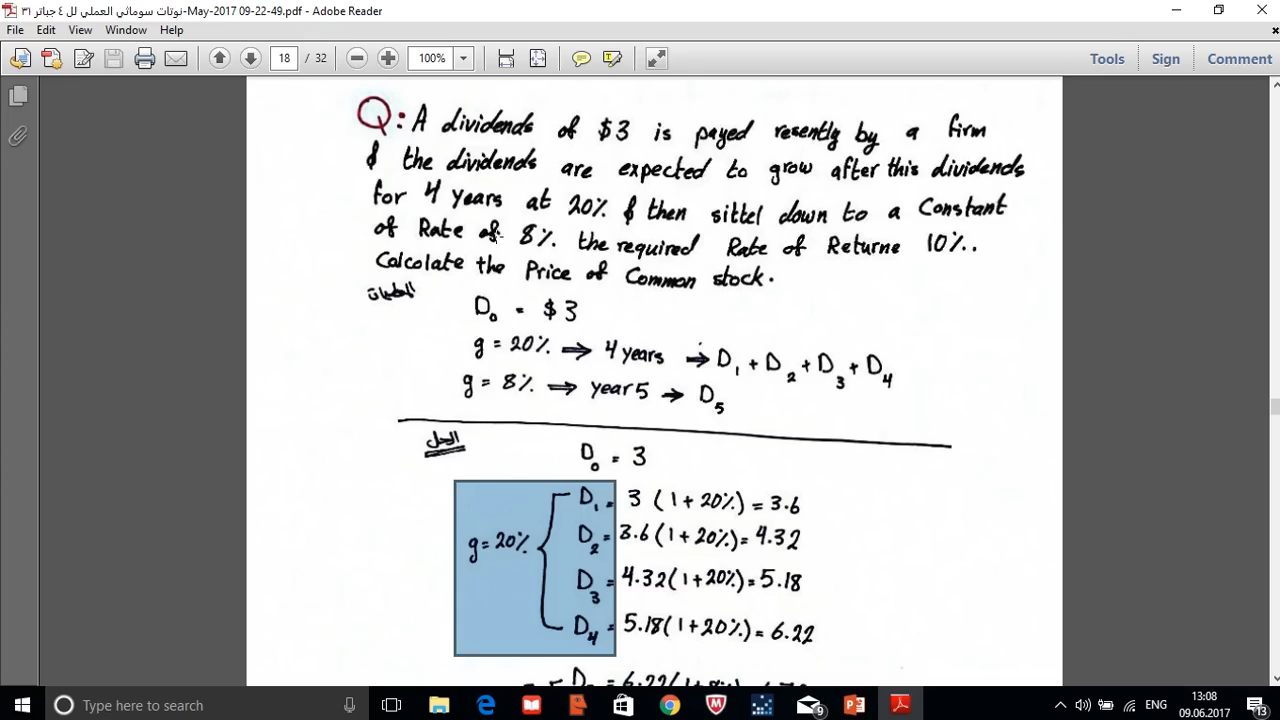 نوتات سوماثي العملي لل ٤ جباتر ٣١-May-2017 09-22-49.pdf - Adobe Reader
File Edit View Window Help
18 / 32 100% Tools Sign Comment
Q: A dividends of $3 is payed resently by a firm
& the dividends are expected to grow after this dividends
for 4 years at 20% & then sittel down to a Constant
of Rate of 8%. the required Rate of Returne 10%..
Calcolate the Price of Common stock.
المعطيات
D0 = $3
g = 20% ⇒ 4 years → D1 + D2 + D3 + D4
g = 8% ⇒ year 5 → D5
الحل
D0 = 3
D1 = 3 (1 + 20%) = 3.6
D2 = 3.6 (1 + 20%) = 4.32
g = 20%
D3 = 4.32 (1 + 20%) = 5.18
D4 = 5.18 (1 + 20%) = 6.22
Type here to search
9
ENG
13:08
09.06.2017
13